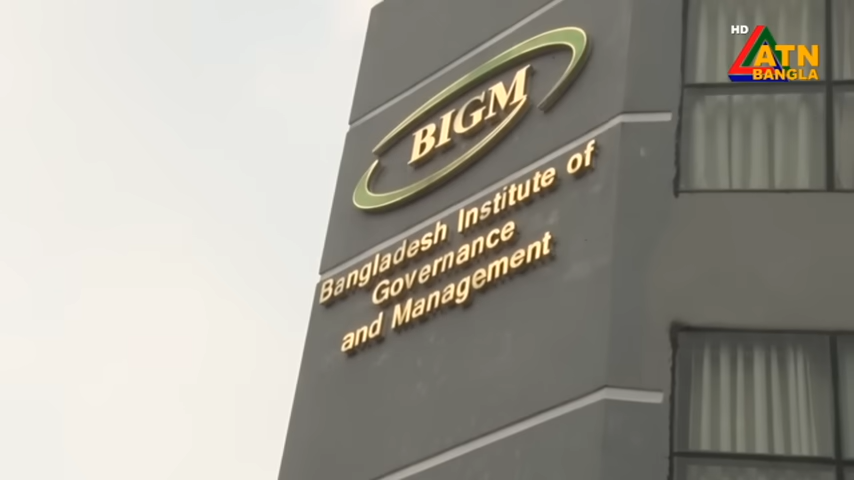 HD
ATN
BANGLA
BIGM
Bangladesh Institute of
Governance
and Management